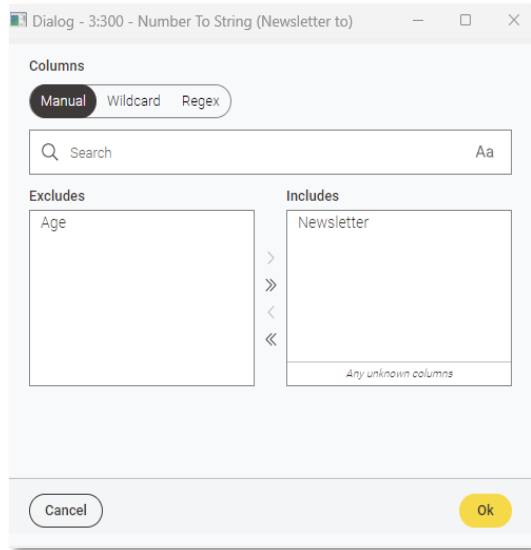 Dialog - 3:300 - Number To String (Newsletter to)
Columns
Manual Wildcard Regex
Search Aa
Excludes Includes
Age Newsletter
Any unknown columns
Cancel Ok